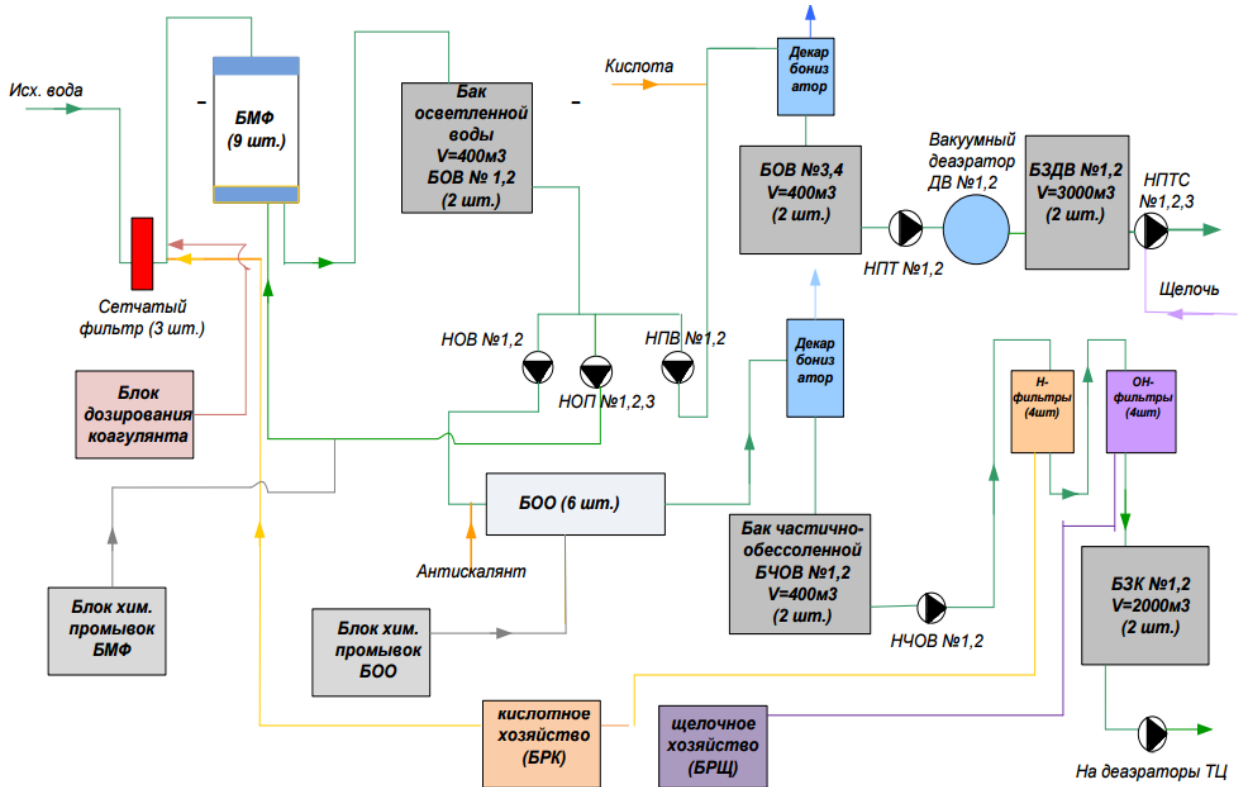 Исх. вода
БМФ
(9 шт.)
Бак
осветленной
воды
V=400м3
БОВ № 1,2
(2 шт.)
Кислота
Декар
бониз
атор
БОВ №3,4
V=400м3
(2 шт.)
Вакуумный
деаэратор
ДВ №1,2
БЗДВ №1,2
V=3000м3
(2 шт.)
НПТС
№1,2,3
НПТ №1,2
Щелочь
Сетчатый
фильтр (3 шт.)
НОВ №1,2
НОП №1,2,3
НПВ №1,2
Декар
бониз
атор
Н-
фильтры
(4шт)
ОН-
фильтры
(4шт)
Блок
дозирования
коагулянта
БОО (6 шт.)
Антискалянт
Бак частично-
обессоленной
БЧОВ №1,2
V=400м3
(2 шт.)
НЧОВ №1,2
БЗК №1,2
V=2000м3
(2 шт.)
Блок хим.
промывок
БМФ
Блок хим.
промывок
БОО
кислотное
хозяйство
(БРК)
щелочное
хозяйство
(БРЩ)
На деаэраторы ТЦ